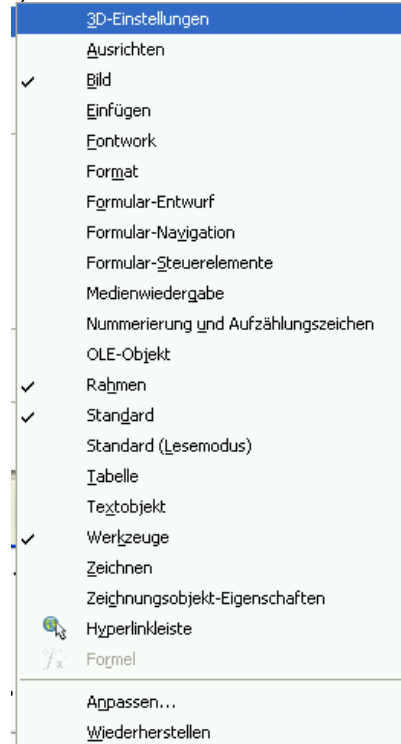 3D-Einstellungen
Ausrichten
Bild
Einfügen
Fontwork
Format
Formular-Entwurf
Formular-Navigation
Formular-Steuerelemente
Medienwiedergabe
Nummerierung und Aufzählungszeichen
OLE-Objekt
Rahmen
Standard
Standard (Lesemodus)
Tabelle
Textobjekt
Werkzeuge
Zeichnen
Zeichnungsobjekt-Eigenschaften
Hyperlinkleiste
Formel
Anpassen...
Wiederherstellen